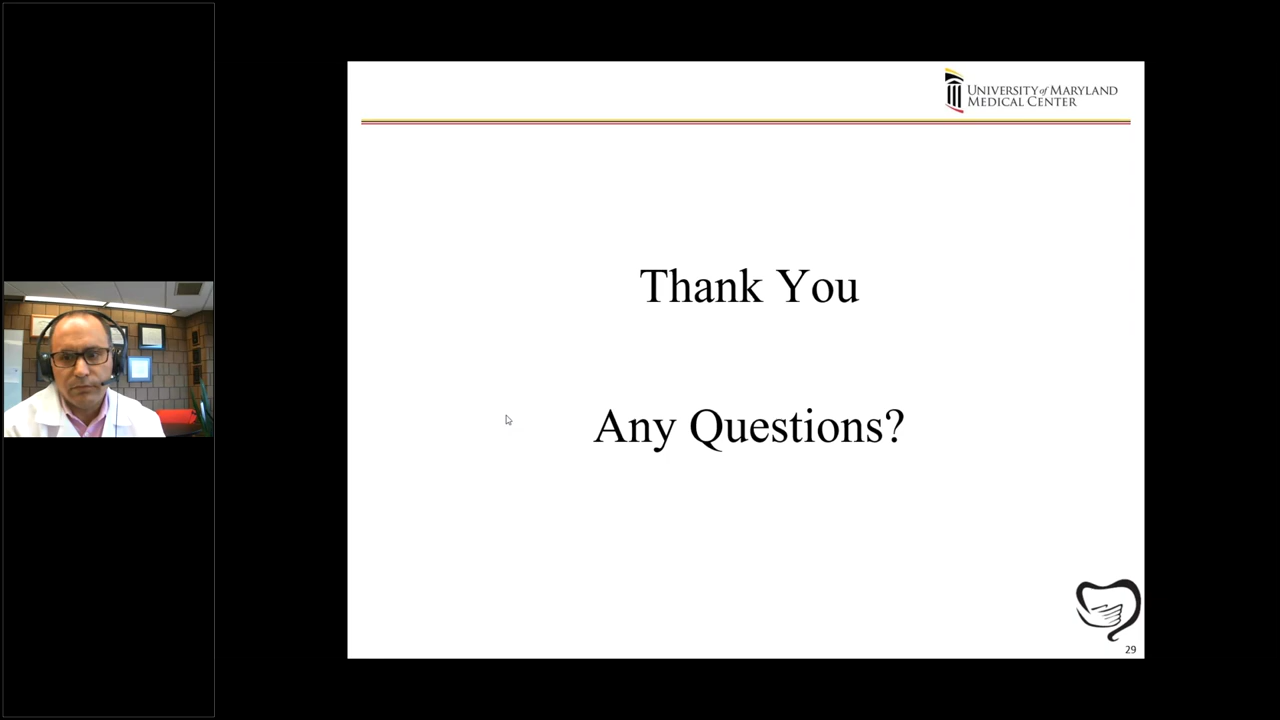 UNIVERSITY of MARYLAND
MEDICAL CENTER
Thank You
Any Questions?
29